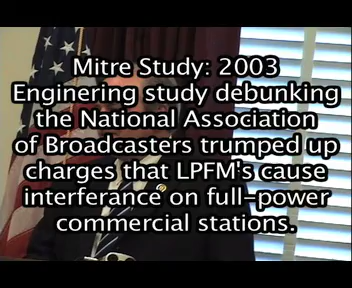 Mitre Study: 2003
Enginering study debunking
the National Association
of Broadcasters trumped up
charges that LPFM's cause
interferance on full-power
commercial stations.